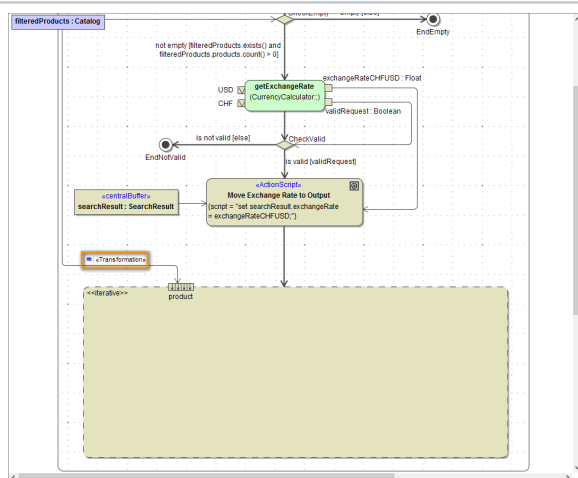 filteredProducts : Catalog
EndEmpty
not empty [filteredProducts.exists() and
filteredProducts.products.count() > 0]
exchangeRateCHFUSD : Float
USD
getExchangeRate
(CurrencyCalculator::)
CHF
validRequest : Boolean
is not valid [else]
CheckValid
EndNotValid
is valid [validRequest]
«ActionScript»
Move Exchange Rate to Output
{script = "set searchResult.exchangeRate
= exchangeRateCHFUSD;"}
«centralBuffer»
searchResult : SearchResult
«Transformation»
<<iterative>>
product